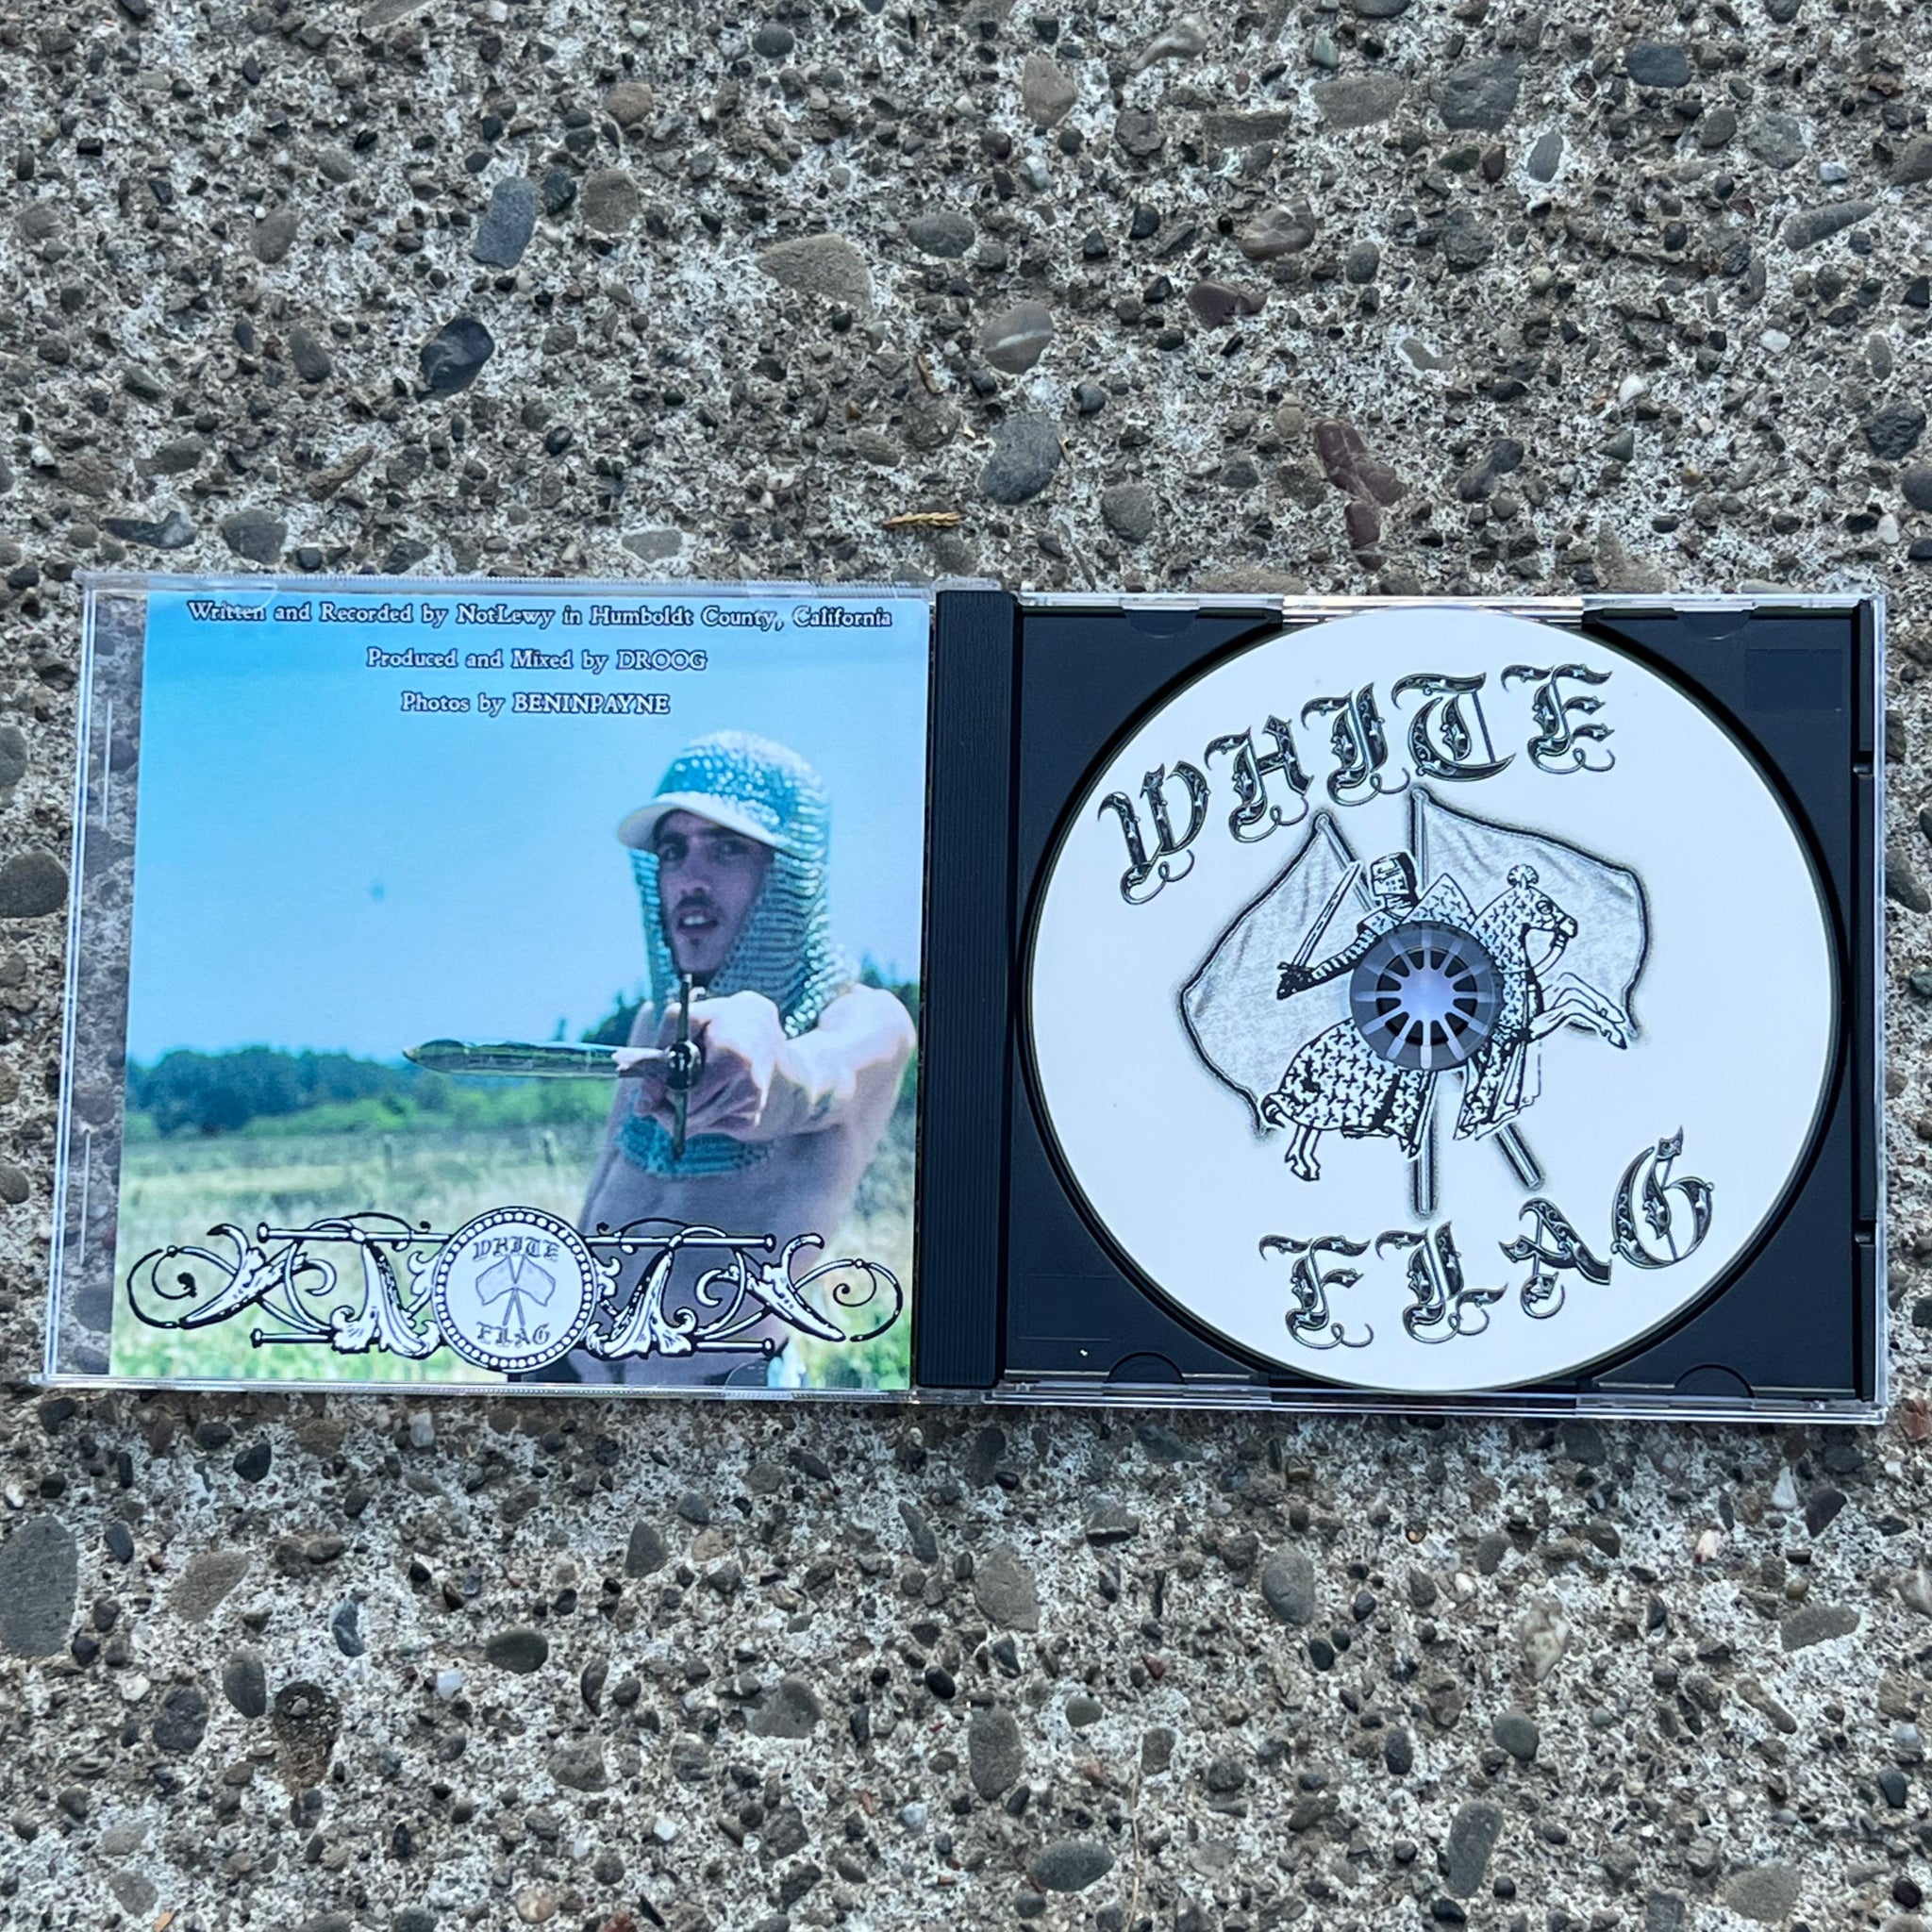 Written and Recorded by NotLewy in Humboldt County, California
Produced and Mixed by DROOG
Photos by BENINPAYNE
WHITE
FLAG
WHITE
FLAG